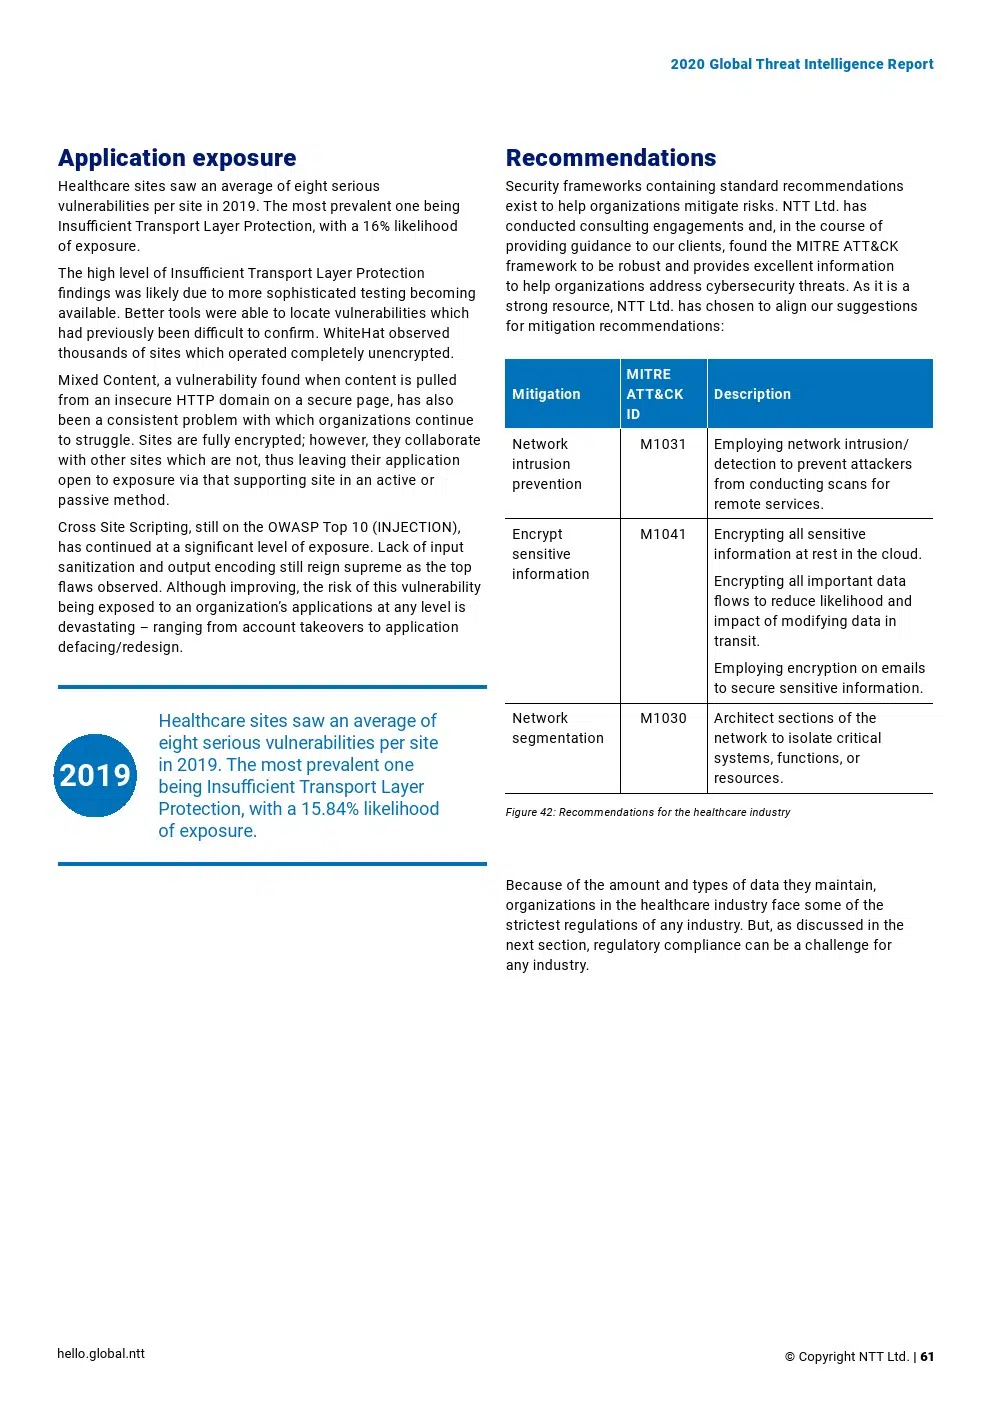 2020 Global Threat Intelligence Report
Application exposure
Healthcare sites saw an average of eight serious
vulnerabilities per site in 2019. The most prevalent one being
Insufficient Transport Layer Protection, with a 16% likelihood
of exposure.
The high level of Insufficient Transport Layer Protection
findings was likely due to more sophisticated testing becoming
available. Better tools were able to locate vulnerabilities which
had previously been difficult to confirm. WhiteHat observed
thousands of sites which operated completely unencrypted.
Mixed Content, a vulnerability found when content is pulled
from an insecure HTTP domain on a secure page, has also
been a consistent problem with which organizations continue
to struggle. Sites are fully encrypted; however, they collaborate
with other sites which are not, thus leaving their application
open to exposure via that supporting site in an active or
passive method.
Cross Site Scripting, still on the OWASP Top 10 (INJECTION),
has continued at a significant level of exposure. Lack of input
sanitization and output encoding still reign supreme as the top
flaws observed. Although improving, the risk of this vulnerability
being exposed to an organization's applications at any level is
devastating – ranging from account takeovers to application
defacing/redesign.
2019
Healthcare sites saw an average of
eight serious vulnerabilities per site
in 2019. The most prevalent one
being Insufficient Transport Layer
Protection, with a 15.84% likelihood
of exposure.
Recommendations
Security frameworks containing standard recommendations
exist to help organizations mitigate risks. NTT Ltd. has
conducted consulting engagements and, in the course of
providing guidance to our clients, found the MITRE ATT&CK
framework to be robust and provides excellent information
to help organizations address cybersecurity threats. As it is a
strong resource, NTT Ltd. has chosen to align our suggestions
for mitigation recommendations:
Mitigation
MITRE
ATT&CK
ID
Description
Network
intrusion
prevention
M1031
Employing network intrusion/
detection to prevent attackers
from conducting scans for
remote services.
Encrypt
sensitive
information
M1041
Encrypting all sensitive
information at rest in the cloud.
Encrypting all important data
flows to reduce likelihood and
impact of modifying data in
transit.
Employing encryption on emails
to secure sensitive information.
Network
segmentation
M1030
Architect sections of the
network to isolate critical
systems, functions, or
resources.
Figure 42: Recommendations for the healthcare industry
Because of the amount and types of data they maintain,
organizations in the healthcare industry face some of the
strictest regulations of any industry. But, as discussed in the
next section, regulatory compliance can be a challenge for
any industry.
hello.global.ntt
© Copyright NTT Ltd. | 61